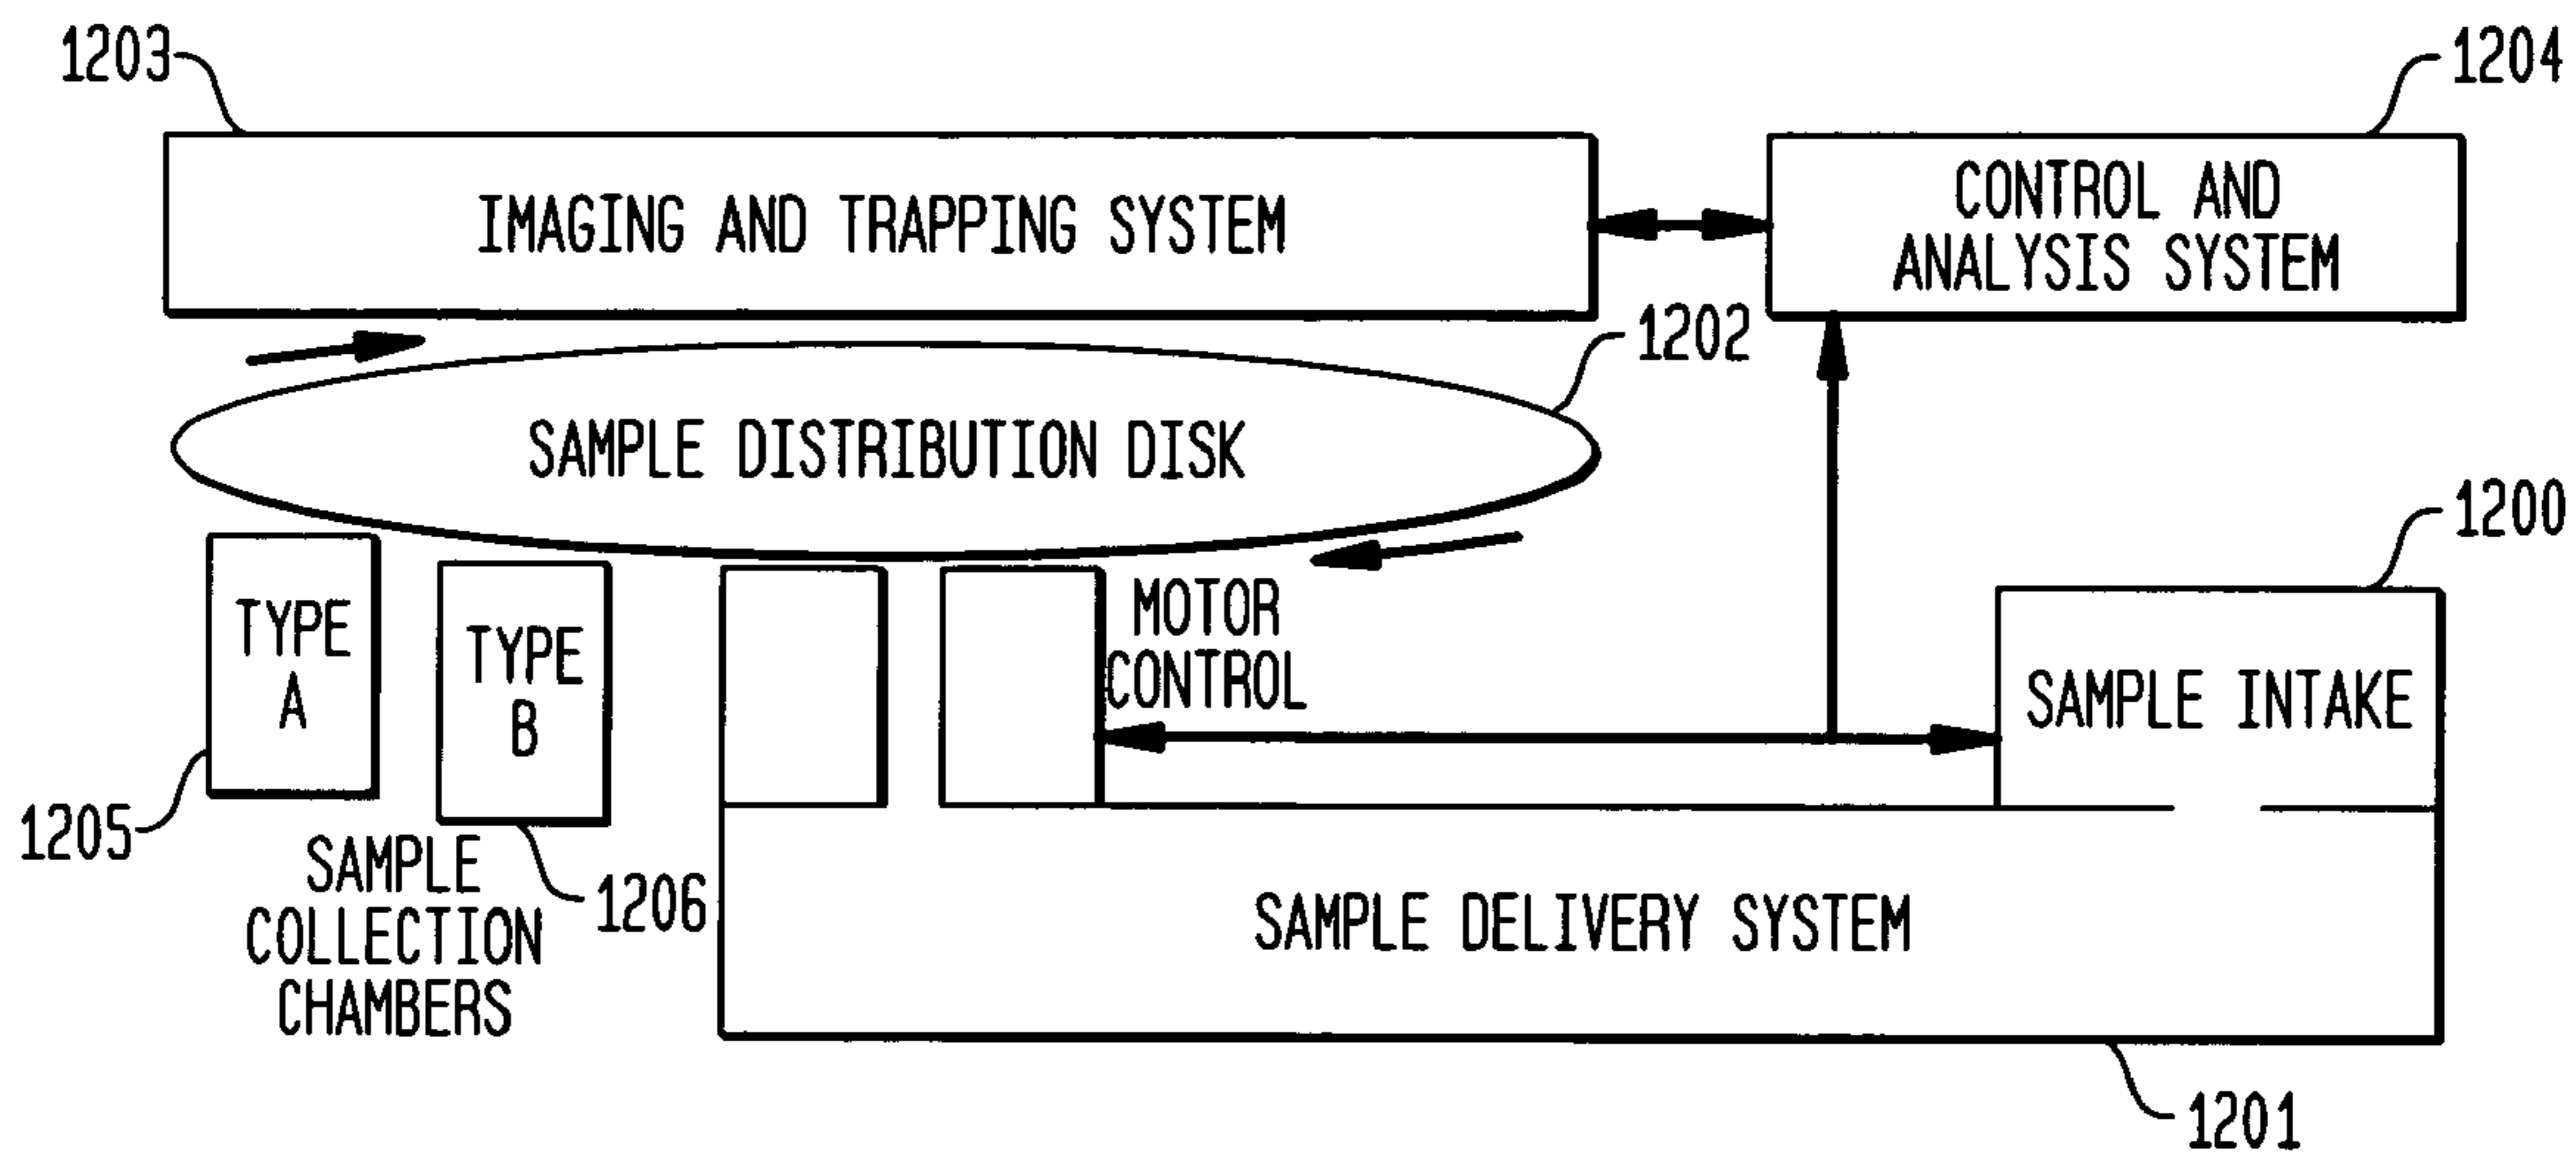 1203
1204
IMAGING AND TRAPPING SYSTEM
CONTROL AND
ANALYSIS SYSTEM
1202
SAMPLE DISTRIBUTION DISK
1200
TYPE
A
TYPE
B
MOTOR
CONTROL
SAMPLE INTAKE
1205
SAMPLE
COLLECTION
CHAMBERS
1206
SAMPLE DELIVERY SYSTEM
1201